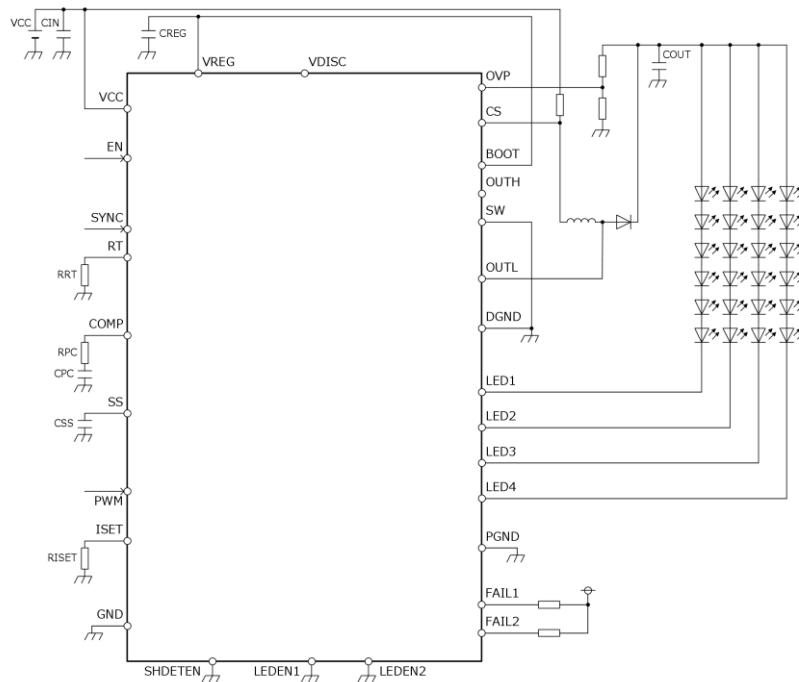 VCC CIN
CREG
COUT
VREG VDISC
OVP
VCC
CS
EN
BOOT
OUTH
SYNC
SW
RT
RRT
OUTL
COMP
DGND
RPC
CPC
LED1
SS
CSS
LED2
LED3
LED4
PWM
ISET
RISET
PGND
FAIL1
GND
FAIL2
SHDETEN LEDEN1 LEDEN2